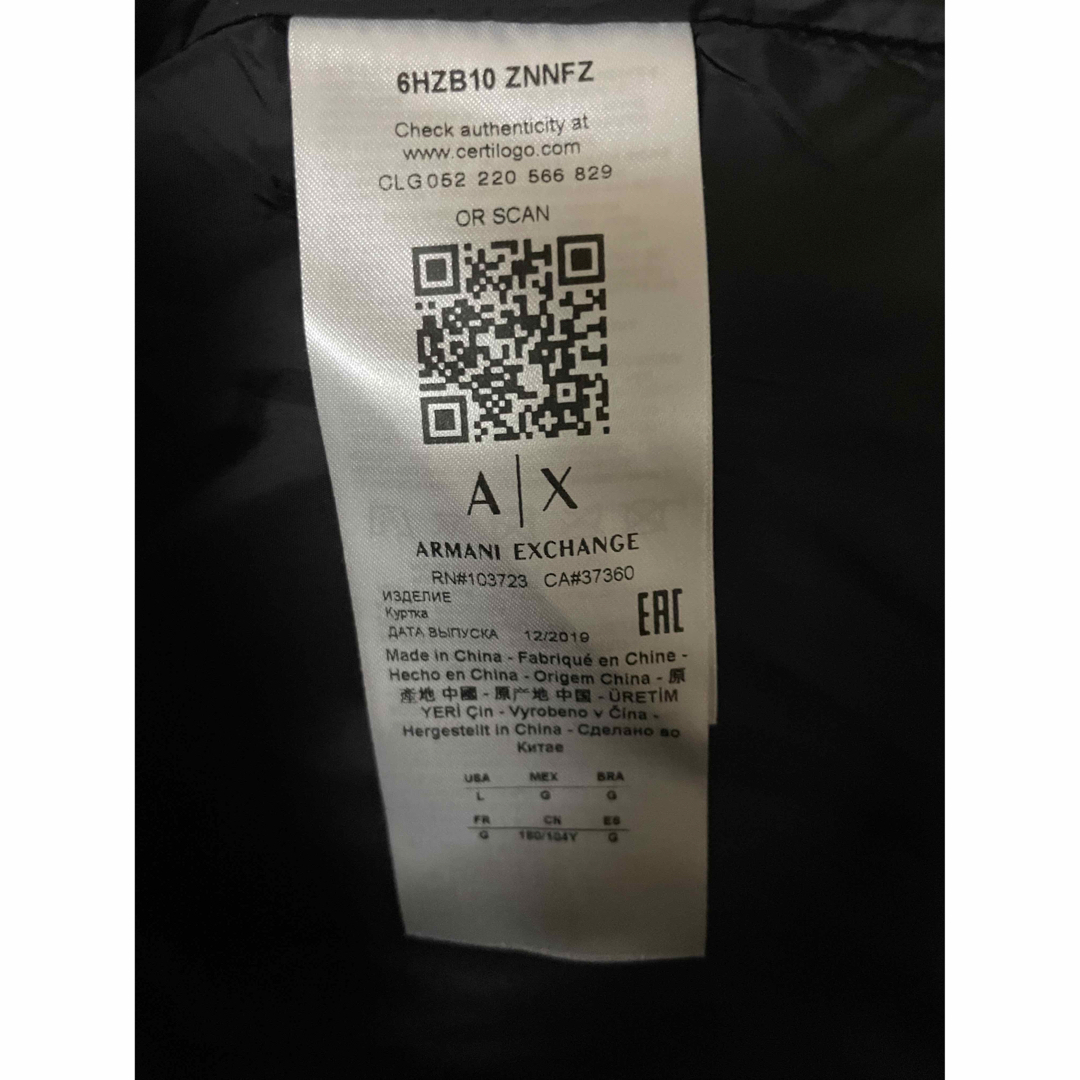 6HZB10 ZNNFZ
Check authenticity at
www.certilogo.com
CLG 052 220 566 829
OR SCAN
A|X
ARMANI EXCHANGE
RN#103723 CA#37360
ИЗДЕЛИЕ
Куртка
EAC
ДАТА ВЫПУСКА 12/2019
Made in China - Fabriqué en Chine -
Hecho en China - Origem China - 原
產地 中國 - 原产地 中国 - ÜRETİM
YERİ Çin - Vyrobeno v Čína -
Hergestellt in China - Сделано во
Китае
USA MEX BRA
L G G
FR CN ES
G 180/104Y G